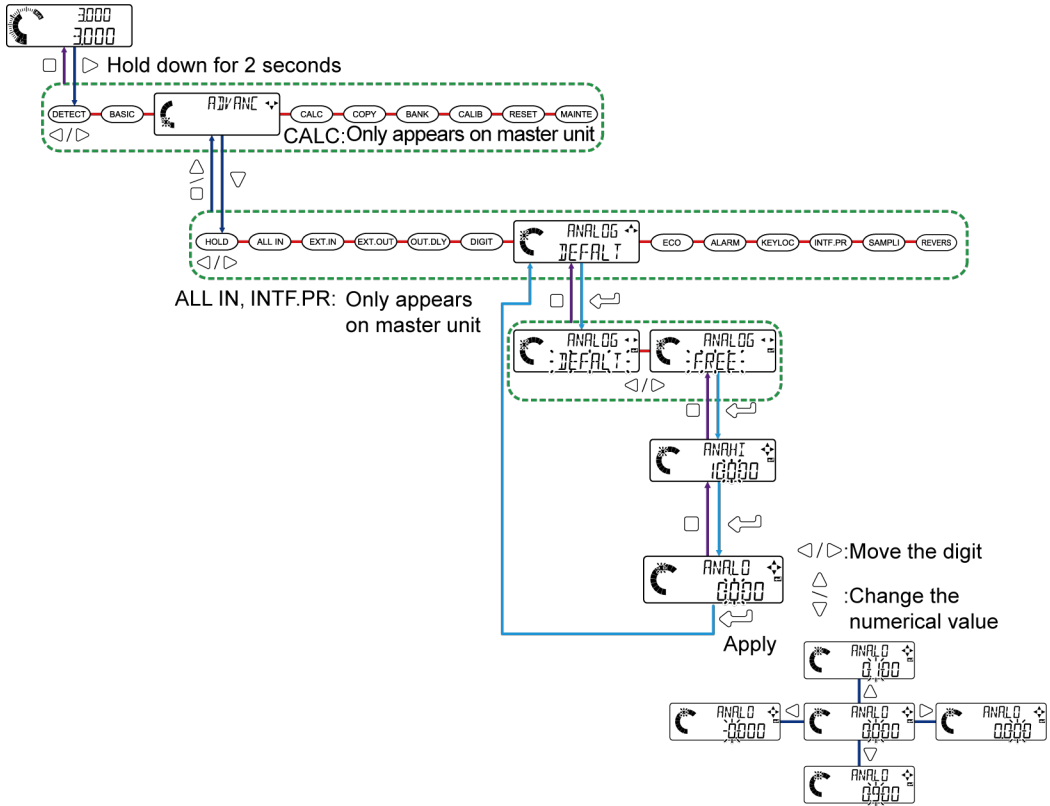 3.000
3.000
Hold down for 2 seconds
DETECT BASIC ADVANC CALC COPY BANK CALIB RESET MAINTE
CALC:Only appears on master unit
HOLD ALL IN EXT.IN EXT.OUT OUT.DLY DIGIT ANALOG ECO ALARM KEYLOC INTF.PR SAMPLI REVERS
DEFALT
ALL IN, INTF.PR: Only appears
on master unit
ANALOG ANALOG
DEFALT FREE
ANAHI
10.000
ANALO
0.000
:Move the digit
:Change the
numerical value
Apply
ANALO
0.100
ANALO ANALO ANALO
-0.000 0.000 0.000
ANALO
0.900